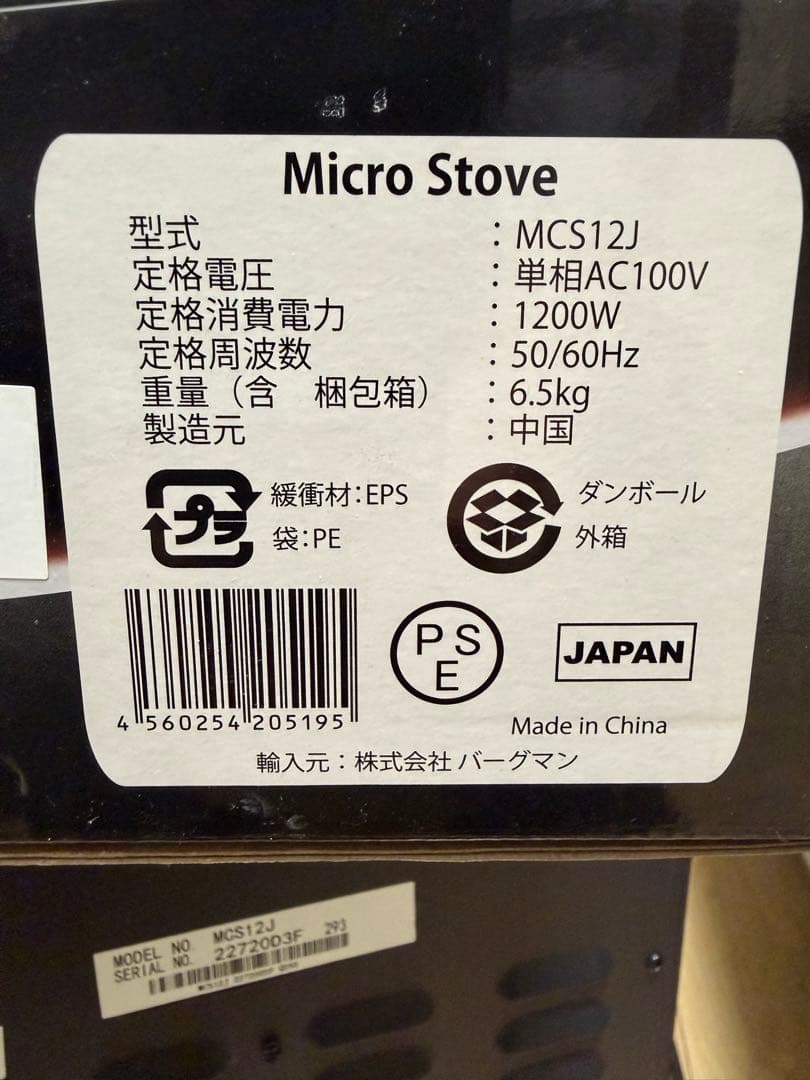 Micro Stove
型式 : MCS12J
定格電圧 : 単相AC100V
定格消費電力 : 1200W
定格周波数 : 50/60Hz
重量（含 梱包箱） : 6.5kg
製造元 : 中国
プラ
緩衝材:EPS
袋:PE
ダンボール
外箱
4 560254 205195
PSE
JAPAN
Made in China
輸入元：株式会社 バーグマン
MODEL NO. MCS12J 293
SERIAL NO. 22720D3F